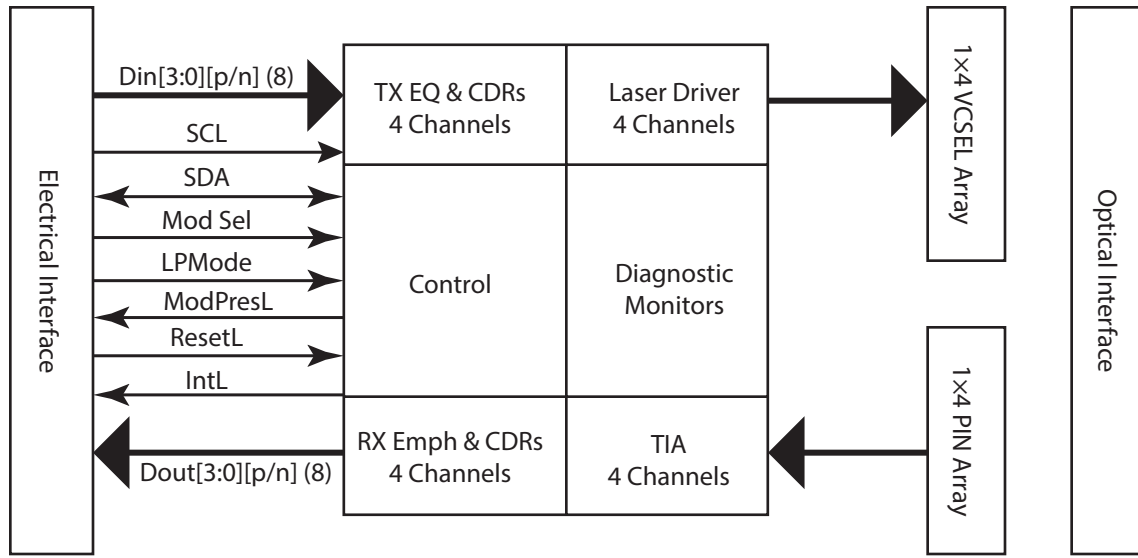 Electrical Interface
Din[3:0][p/n] (8)
SCL
SDA
Mod Sel
LPMode
ModPresL
ResetL
IntL
Dout[3:0][p/n] (8)
TX EQ & CDRs
4 Channels
Laser Driver
4 Channels
Control
Diagnostic
Monitors
RX Emph & CDRs
4 Channels
TIA
4 Channels
1×4 VCSEL Array
1×4 PIN Array
Optical Interface